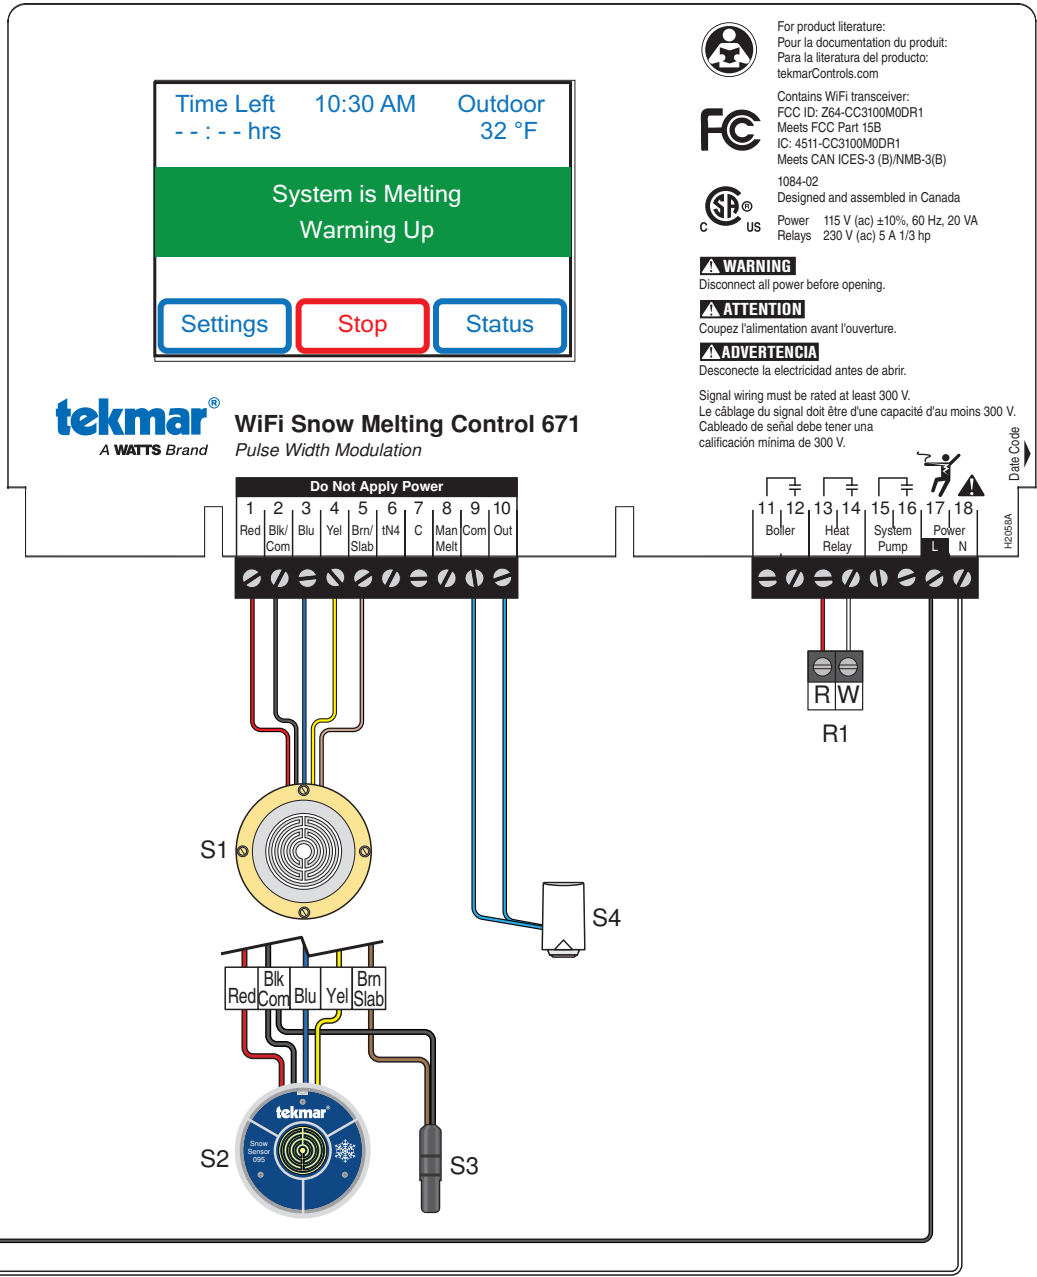 For product literature:
Pour la documentation du produit:
Para la literatura del producto:
tekmarControls.com
Contains WiFi transceiver:
FCC ID: Z64-CC3100M0DR1
Meets FCC Part 15B
IC: 4511-CC3100M0DR1
Meets CAN ICES-3 (B)/NMB-3(B)
FC
1084-02
Designed and assembled in Canada
Power 115 V (ac) ±10%, 60 Hz, 20 VA
Relays 230 V (ac) 5 A 1/3 hp
C SA ® US
WARNING
Disconnect all power before opening.
ATTENTION
Coupez l'alimentation avant l'ouverture.
ADVERTENCIA
Desconecte la electricidad antes de abrir.
Signal wiring must be rated at least 300 V.
Le câblage du signal doit être d'une capacité d'au moins 300 V.
Cableado de señal debe tener una
calificación mínima de 300 V.
Date Code
H2058A
Time Left 10:30 AM Outdoor
- - : - - hrs 32 °F
System is Melting
Warming Up
Settings Stop Status
tekmar®
A WATTS Brand
WiFi Snow Melting Control 671
Pulse Width Modulation
Do Not Apply Power
1 2 3 4 5 6 7 8 9 10
Red Blk/ Blu Yel Brn/ tN4 C Man Com Out
Com Slab Melt
11 12 13 14 15 16 17 18
Boiler Heat System Power
Relay Pump L N
R W
R1
S1
S4
Red Blk Blu Yel Brn
Com Slab
tekmar®
Snow
Sensor
095
S2
S3